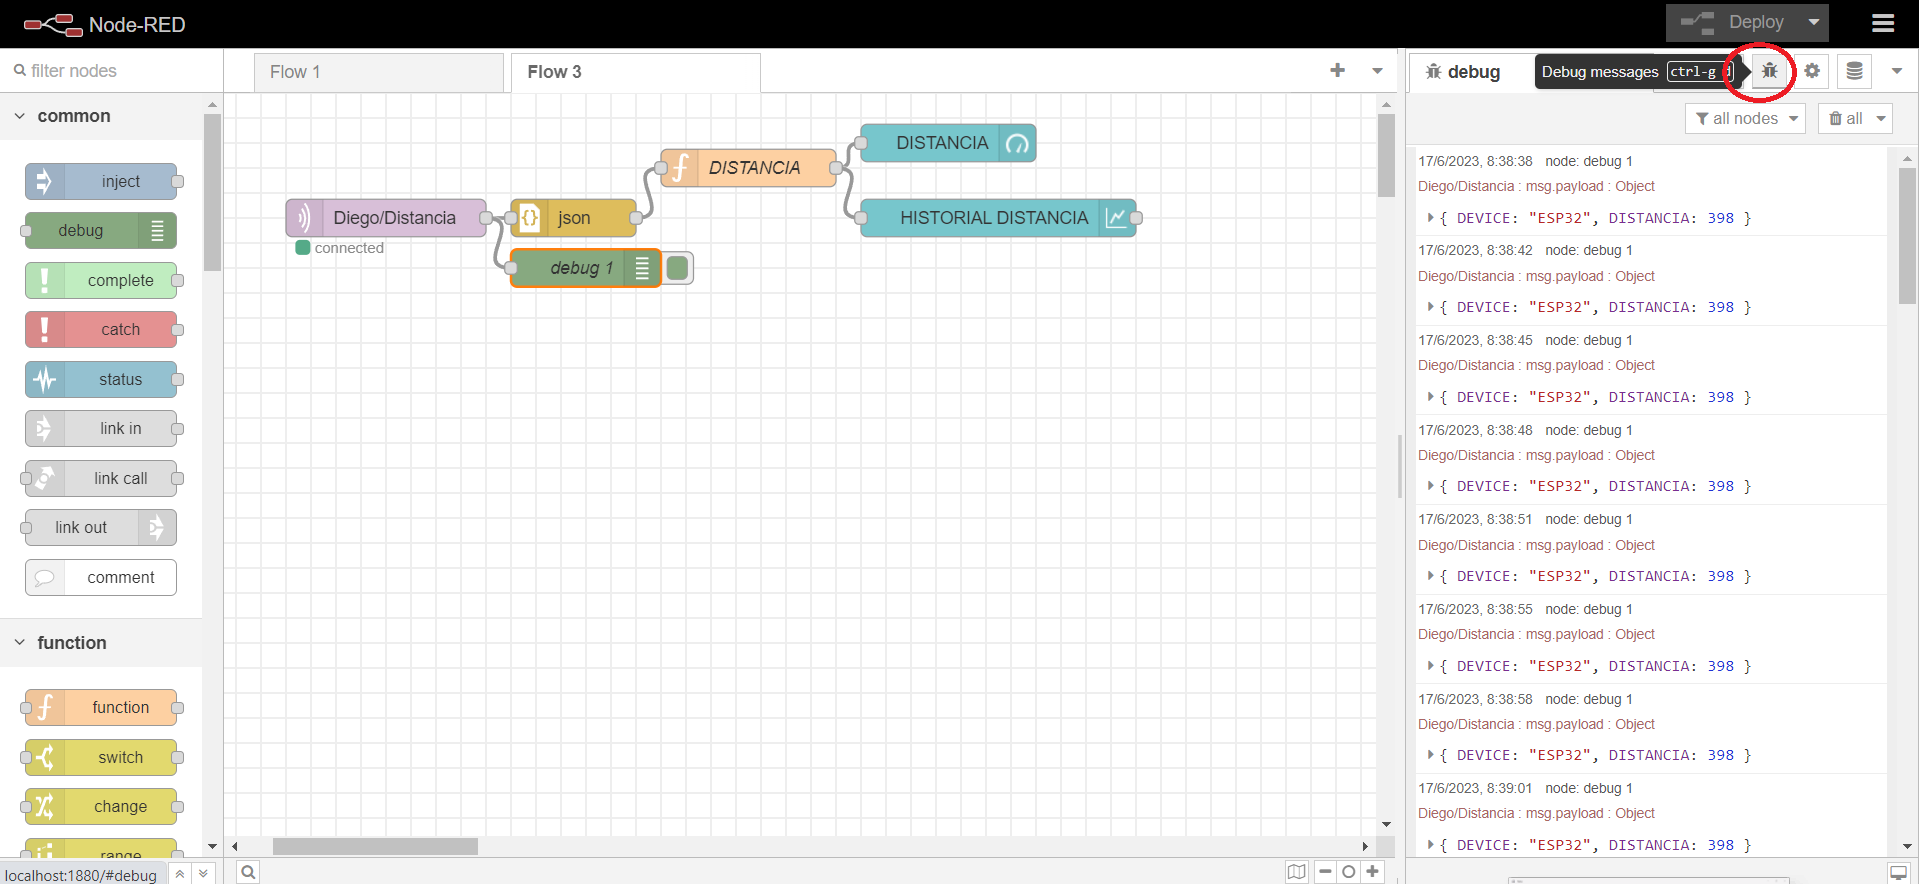 Node-RED
Deploy
filter nodes
Flow 1
Flow 3
debug
Debug messages ctrl-g d
all nodes
all
common
inject
debug
complete
catch
status
link in
link call
link out
comment
function
function
switch
change
range
Diego/Distancia
connected
json
debug 1
DISTANCIA
DISTANCIA
HISTORIAL DISTANCIA
17/6/2023, 8:38:38 node: debug 1
Diego/Distancia : msg.payload : Object
{ DEVICE: "ESP32", DISTANCIA: 398 }
17/6/2023, 8:38:42 node: debug 1
Diego/Distancia : msg.payload : Object
{ DEVICE: "ESP32", DISTANCIA: 398 }
17/6/2023, 8:38:45 node: debug 1
Diego/Distancia : msg.payload : Object
{ DEVICE: "ESP32", DISTANCIA: 398 }
17/6/2023, 8:38:48 node: debug 1
Diego/Distancia : msg.payload : Object
{ DEVICE: "ESP32", DISTANCIA: 398 }
17/6/2023, 8:38:51 node: debug 1
Diego/Distancia : msg.payload : Object
{ DEVICE: "ESP32", DISTANCIA: 398 }
17/6/2023, 8:38:55 node: debug 1
Diego/Distancia : msg.payload : Object
{ DEVICE: "ESP32", DISTANCIA: 398 }
17/6/2023, 8:38:58 node: debug 1
Diego/Distancia : msg.payload : Object
{ DEVICE: "ESP32", DISTANCIA: 398 }
17/6/2023, 8:39:01 node: debug 1
Diego/Distancia : msg.payload : Object
{ DEVICE: "ESP32", DISTANCIA: 398 }
localhost:1880/#debug